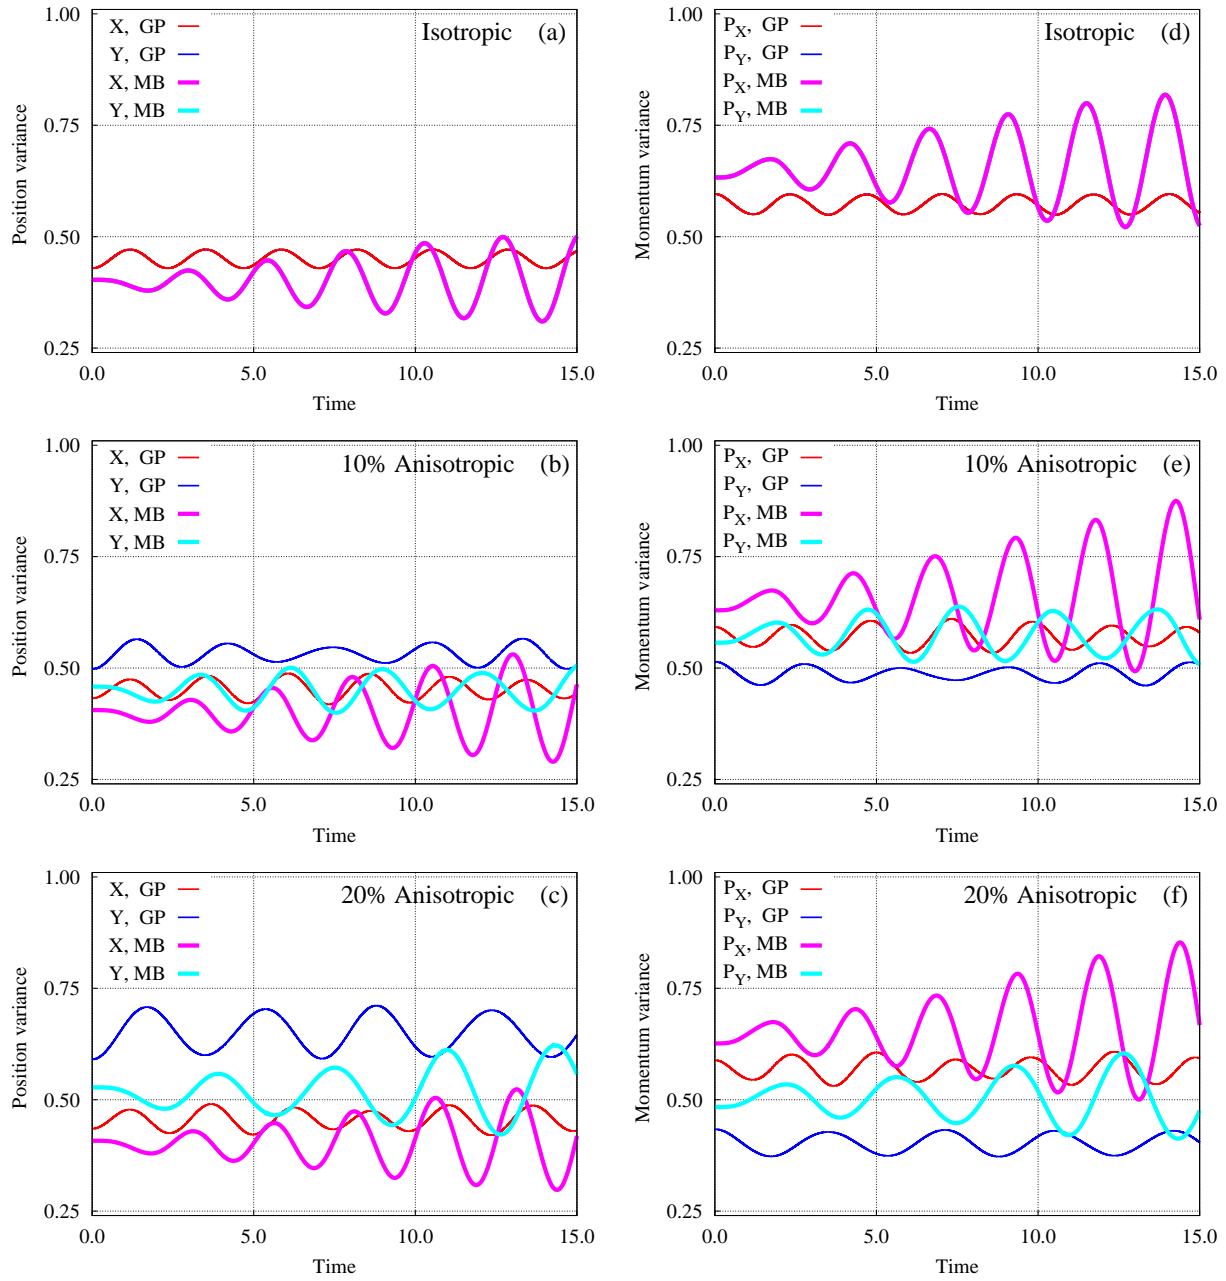 Isotropic (a)
X, GP
Y, GP
X, MB
Y, MB
Position variance
1.00
0.75
0.50
0.25
0.0 5.0 10.0 15.0
Time
Isotropic (d)
P_X, GP
P_Y, GP
P_X, MB
P_Y, MB
Momentum variance
1.00
0.75
0.50
0.25
0.0 5.0 10.0 15.0
Time
10% Anisotropic (b)
X, GP
Y, GP
X, MB
Y, MB
Position variance
1.00
0.75
0.50
0.25
0.0 5.0 10.0 15.0
Time
10% Anisotropic (e)
P_X, GP
P_Y, GP
P_X, MB
P_Y, MB
Momentum variance
1.00
0.75
0.50
0.25
0.0 5.0 10.0 15.0
Time
20% Anisotropic (c)
X, GP
Y, GP
X, MB
Y, MB
Position variance
1.00
0.75
0.50
0.25
0.0 5.0 10.0 15.0
Time
20% Anisotropic (f)
P_X, GP
P_Y, GP
P_X, MB
P_Y, MB
Momentum variance
1.00
0.75
0.50
0.25
0.0 5.0 10.0 15.0
Time